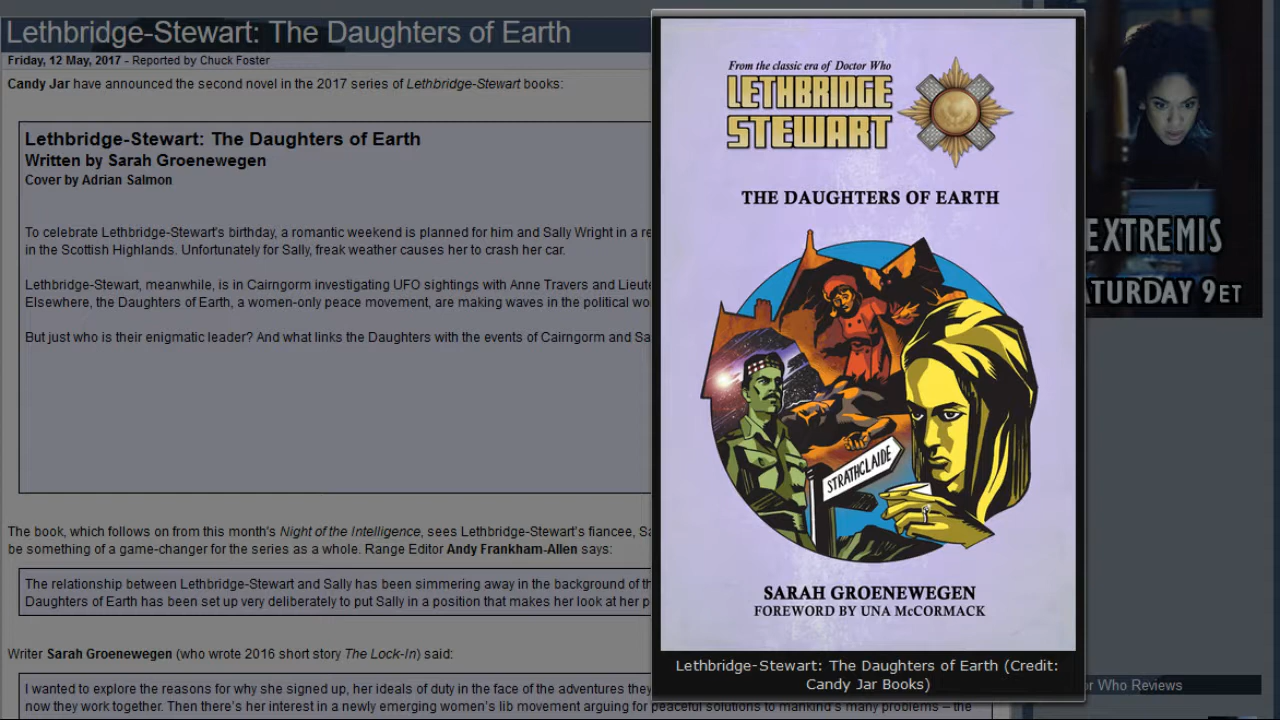 Lethbridge-Stewart: The Daughters of Earth
Friday, 12 May, 2017 - Reported by Chuck Foster
Candy Jar have announced the second novel in the 2017 series of Lethbridge-Stewart books:
Lethbridge-Stewart: The Daughters of Earth
Written by Sarah Groenewegen
Cover by Adrian Salmon
To celebrate Lethbridge-Stewart's birthday, a romantic weekend is planned for him and Sally Wright in a re
in the Scottish Highlands. Unfortunately for Sally, freak weather causes her to crash her car.
Lethbridge-Stewart, meanwhile, is in Cairngorm investigating UFO sightings with Anne Travers and Lieute
Elsewhere, the Daughters of Earth, a women-only peace movement, are making waves in the political wo
But just who is their enigmatic leader? And what links the Daughters with the events of Cairngorm and Sa
The book, which follows on from this month's Night of the Intelligence, sees Lethbridge-Stewart's fiancee, Sa
be something of a game-changer for the series as a whole. Range Editor Andy Frankham-Allen says:
The relationship between Lethbridge-Stewart and Sally has been simmering away in the background of th
Daughters of Earth has been set up very deliberately to put Sally in a position that makes her look at her p
Writer Sarah Groenewegen (who wrote 2016 short story The Lock-In) said:
I wanted to explore the reasons for why she signed up, her ideals of duty in the face of the adventures they
now they work together. Then there's her interest in a newly emerging women's lib movement arguing for peaceful solutions to mankind's many problems – the
From the classic era of Doctor Who
LETHBRIDGE
STEWART
THE DAUGHTERS OF EARTH
STRATHCLAIDE
SARAH GROENEWEGEN
FOREWORD BY UNA McCORMACK
Lethbridge-Stewart: The Daughters of Earth (Credit:
Candy Jar Books)
EXTREMIS
ATURDAY 9ET
or Who Reviews